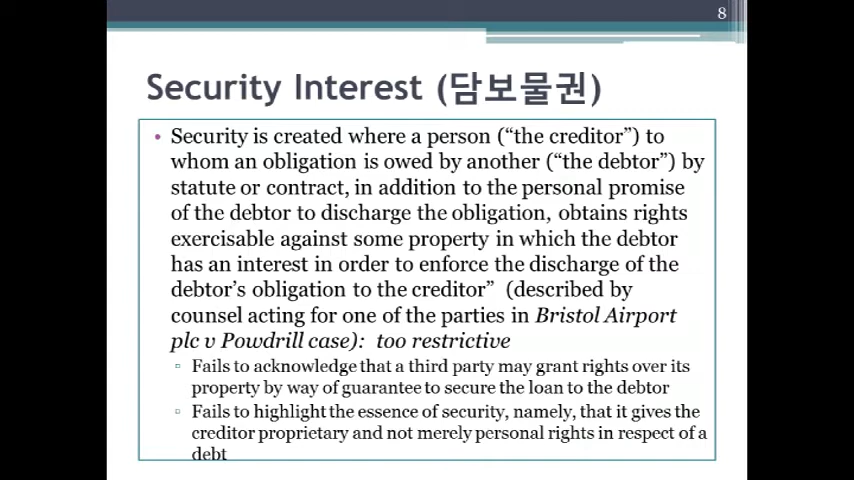 8
Security Interest (담보물권)
• Security is created where a person (“the creditor”) to
whom an obligation is owed by another (“the debtor”) by
statute or contract, in addition to the personal promise
of the debtor to discharge the obligation, obtains rights
exercisable against some property in which the debtor
has an interest in order to enforce the discharge of the
debtor’s obligation to the creditor” (described by
counsel acting for one of the parties in Bristol Airport
plc v Powdrill case): too restrictive
▫ Fails to acknowledge that a third party may grant rights over its
property by way of guarantee to secure the loan to the debtor
▫ Fails to highlight the essence of security, namely, that it gives the
creditor proprietary and not merely personal rights in respect of a
debt